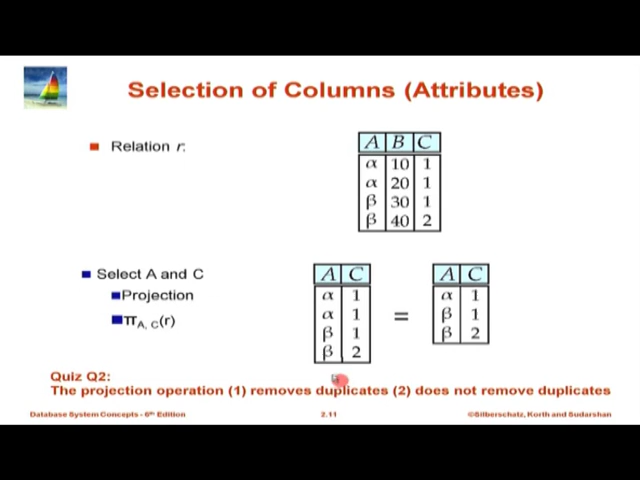 Selection of Columns (Attributes)
Relation r:
A B C
α 10 1
α 20 1
β 30 1
β 40 2
Select A and C
Projection
Π A, C (r)
A C
α 1
α 1
β 1
β 2
=
A C
α 1
β 1
β 2
Quiz Q2:
The projection operation (1) removes duplicates (2) does not remove duplicates
Database System Concepts - 6th Edition
2.11
©Silberschatz, Korth and Sudarshan